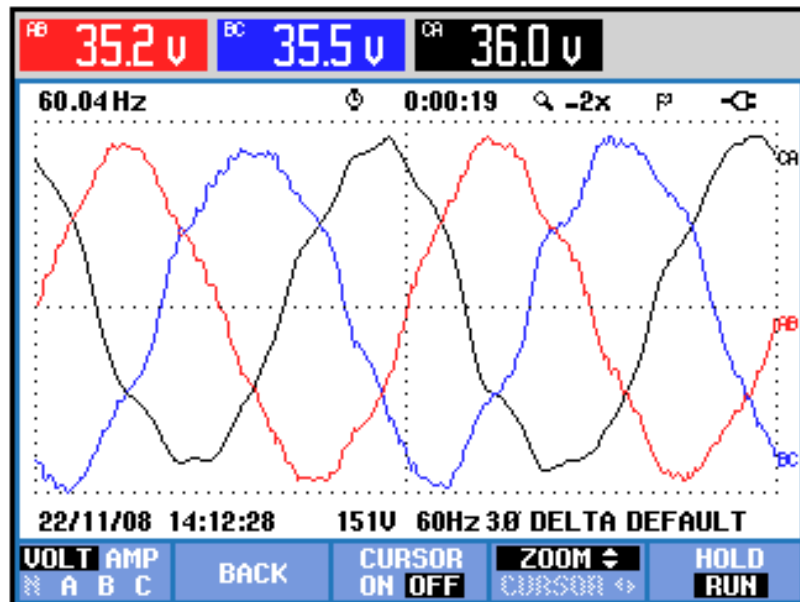 AB 35.2 V BC 35.5 V CA 36.0 V
60.04 Hz 0:00:19 -2x
CA
AB
BC
22/11/08 14:12:28 151V 60Hz 3Ø DELTA DEFAULT
VOLT AMP BACK CURSOR ZOOM HOLD
N A B C ON OFF CURSOR RUN